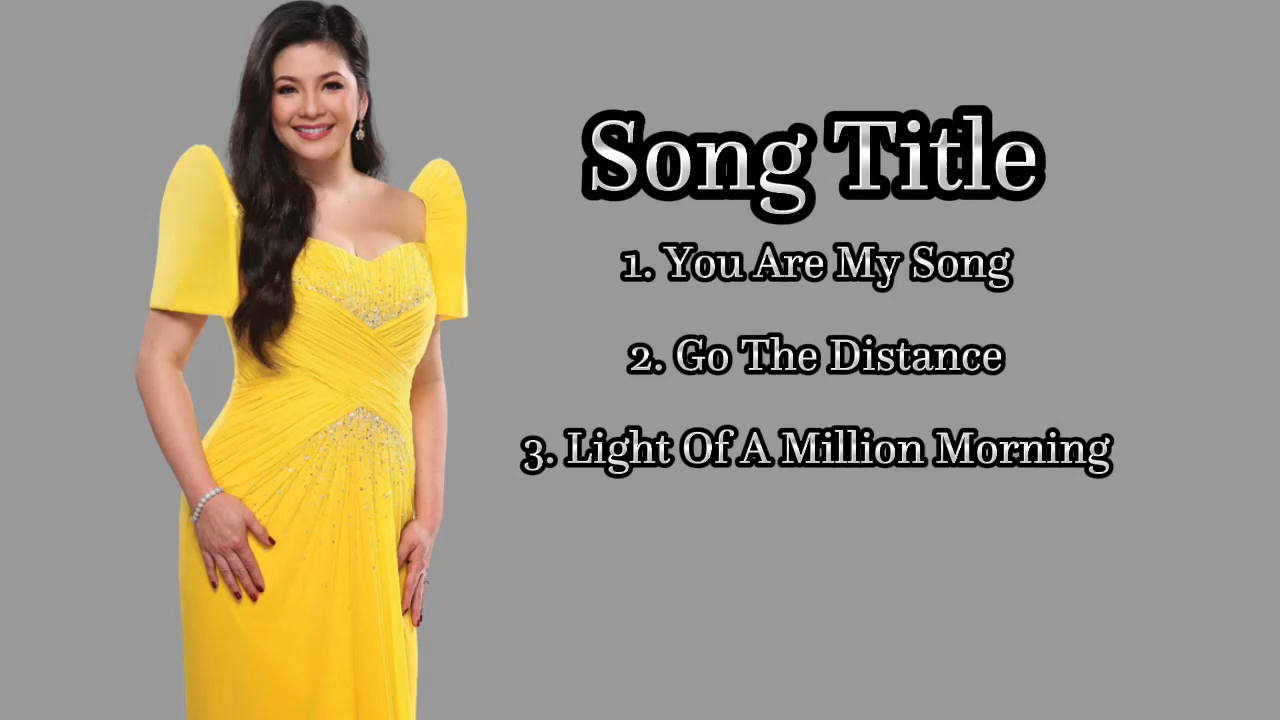 Song Title
1. You Are My Song
2. Go The Distance
3. Light Of A Million Morning